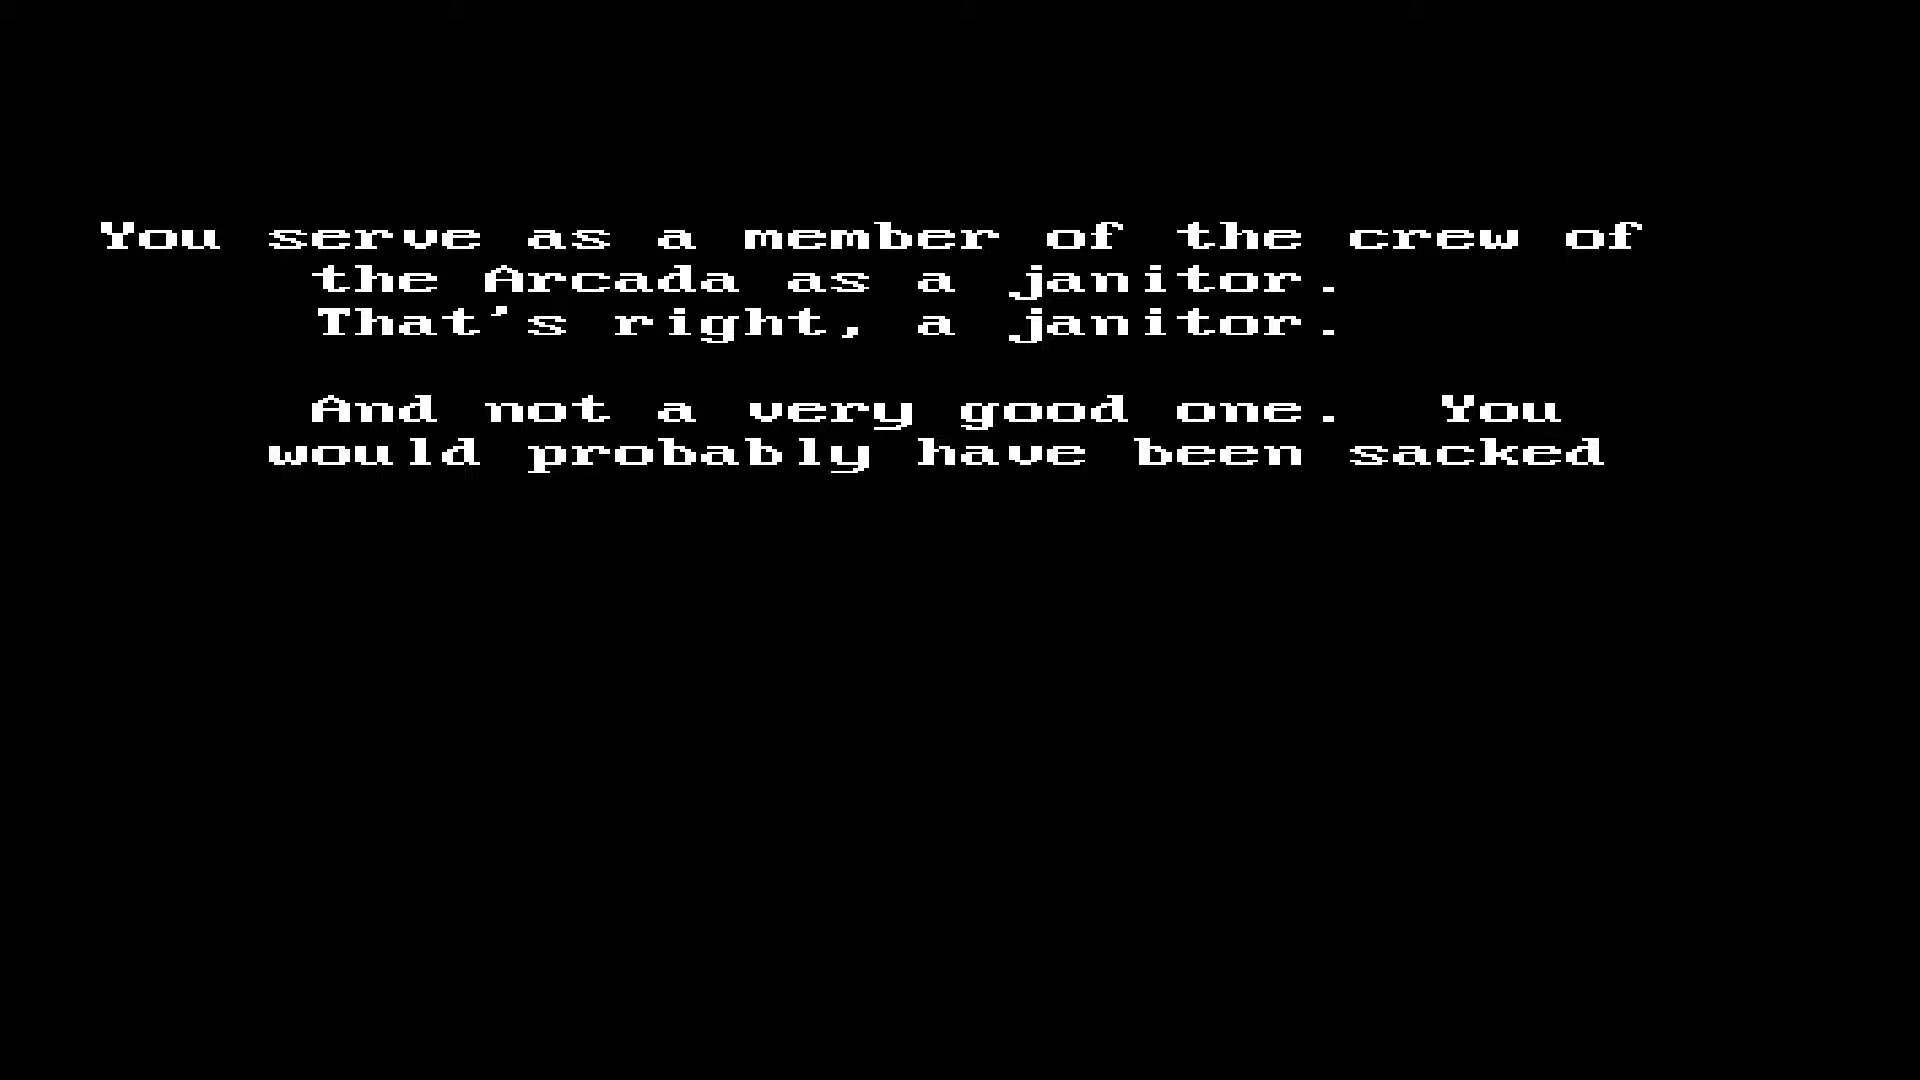 You serve as a member of the crew of
the Arcada as a janitor.
That's right, a janitor.
And not a very good one.  You
would probably have been sacked